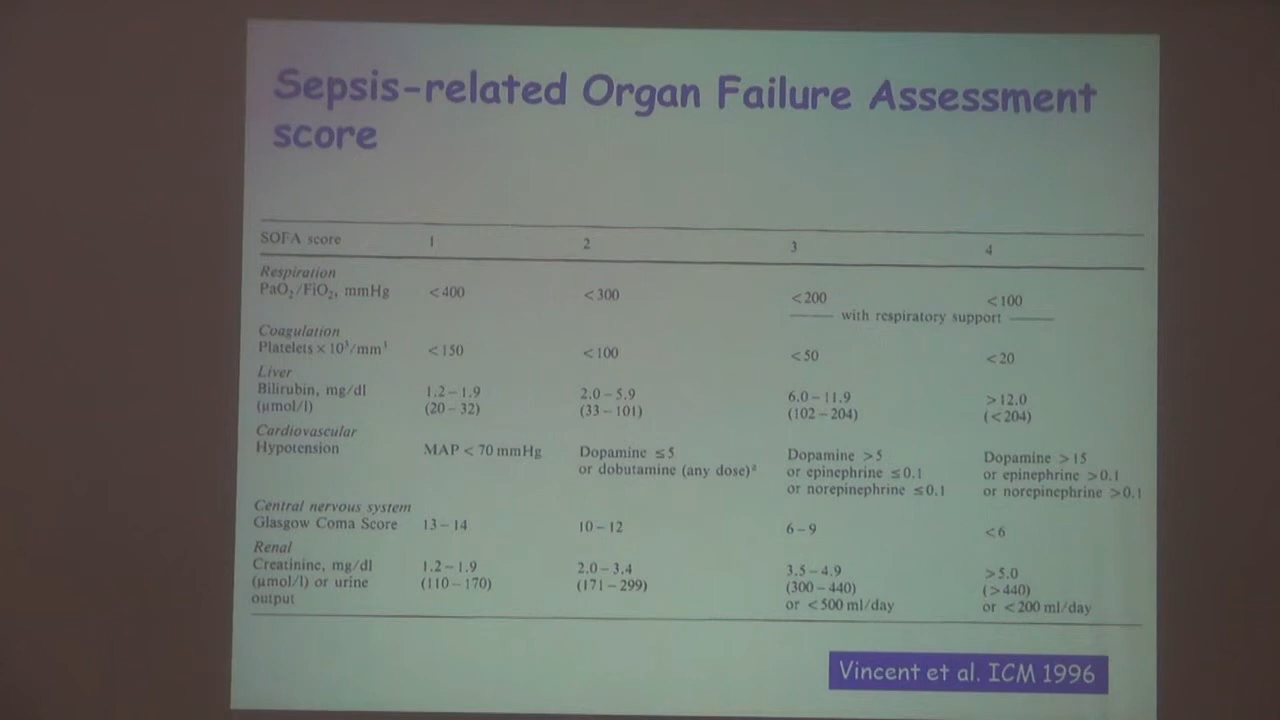 Sepsis-related Organ Failure Assessment
score
SOFA score 1 2 3 4
Respiration
PaO₂/FiO₂, mmHg <400 <300 <200 <100
with respiratory support
Coagulation
Platelets × 10³/mm³ <150 <100 <50 <20
Liver
Bilirubin, mg/dl 1.2–1.9 2.0–5.9 6.0–11.9 >12.0
(μmol/l) (20–32) (33–101) (102–204) (<204)
Cardiovascular
Hypotension MAP < 70 mmHg Dopamine ≤5 Dopamine >5 Dopamine >15
or dobutamine (any dose)ª or epinephrine ≤0.1 or epinephrine >0.1
or norepinephrine ≤0.1 or norepinephrine >0.1
Central nervous system
Glasgow Coma Score 13–14 10–12 6–9 <6
Renal
Creatinine, mg/dl 1.2–1.9 2.0–3.4 3.5–4.9 >5.0
(μmol/l) or urine (110–170) (171–299) (300–440) (>440)
output or <500 ml/day or <200 ml/day
Vincent et al. ICM 1996